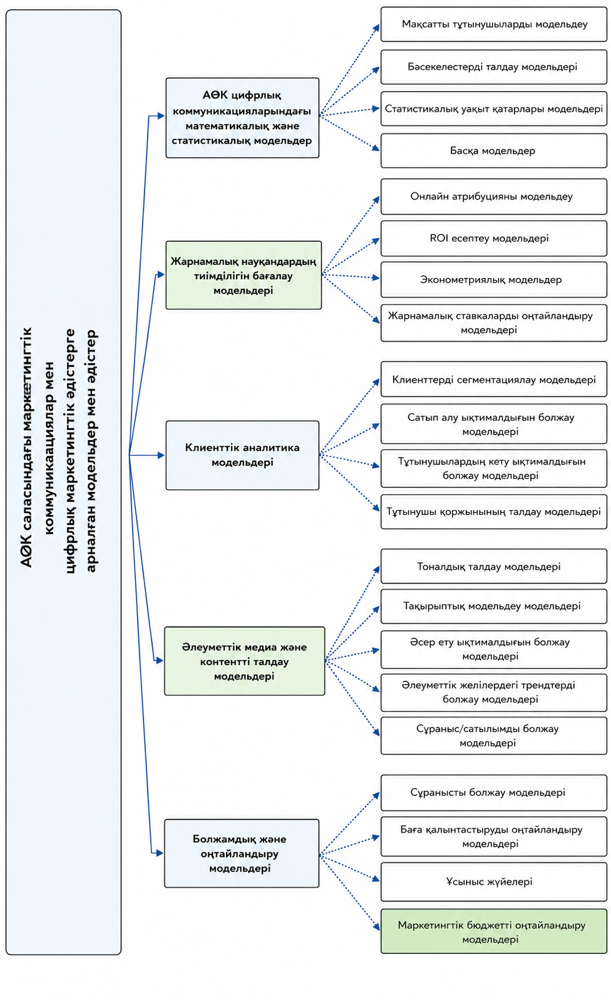 АØК саласындағы маркетингтік
коммуникаациялар мен
цифрлық маркетингтік әдістерге
арналған модельдер мен әдістер
АӨК цифрлық
коммуникацияларындағы
математикалық және
статистикалық модельдер
Мақсатты тұтынушыларды модельдеу
Бәсекелестерді талдау модельдері
Статистикалық уақыт қатарлары модельдері
Басқа модельдер
Жарнамалық науқандардың
тиімділігін бағалау
модельдері
Онлайн атрибуцияны модельдеу
ROI есептеу модельдері
Эконометриялық модельдер
Жарнамалық ставкаларды оңтайландыру
модельдері
Клиенттік аналитика
модельдері
Клиенттерді сегментациялау модельдері
Сатып алу ықтималдығын болжау
модельдері
Тұтынушылардың кету ықтималдығын
болжау модельдері
Тұтынушы қоржынының талдау модельдері
Әлеуметтік медиа және
контентті талдау
модельдері
Тоналдық талдау модельдері
Тақырыптық модельдеу модельдері
Әсер ету ықтималдығын болжау
модельдері
Әлеуметтік желілердегі трендтерді
болжау модельдері
Сұраныс/сатылымды болжау
модельдері
Болжамдық және
оңтайландыру
модельдері
Сұранысты болжау модельдері
Баға қалынтастыруды оңтайландыру
модельдері
Ұсыныс жүйелері
Маркетингтік бюджетті оңтайландыру
модельдері